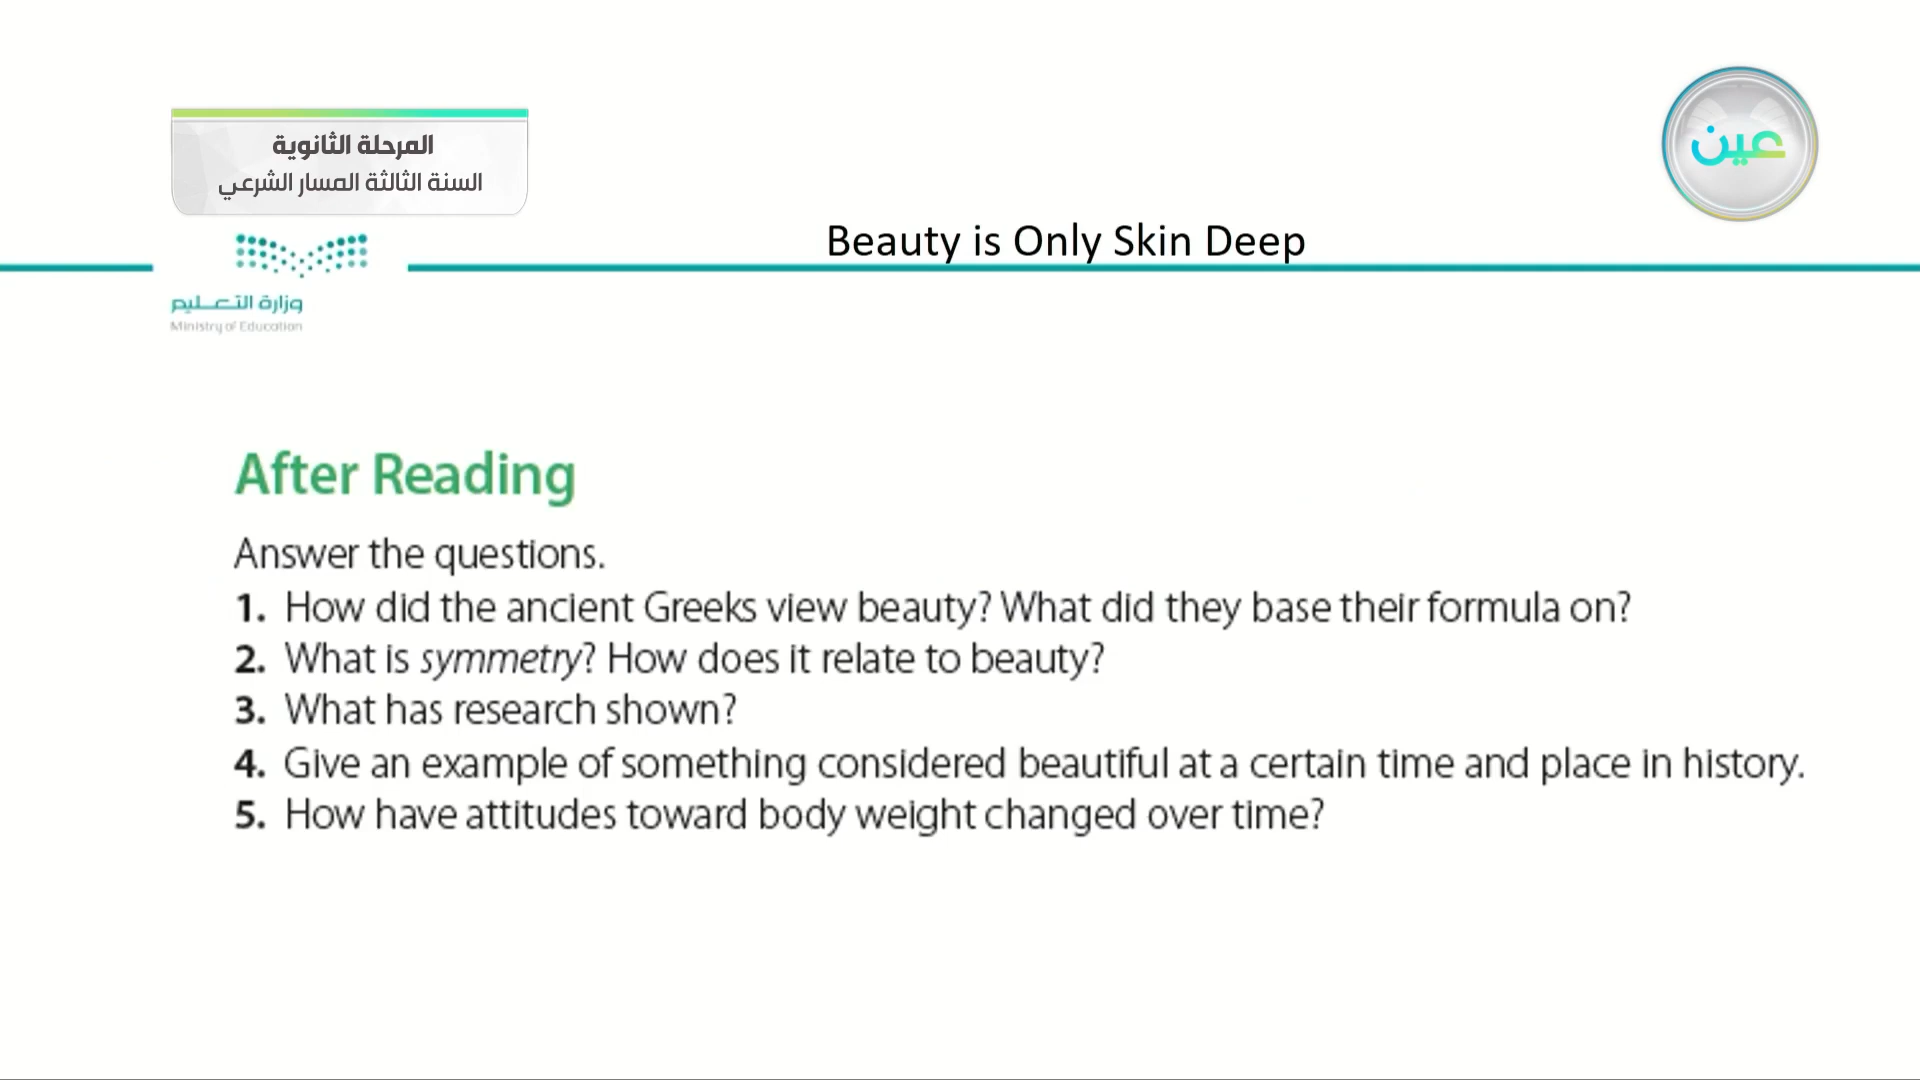 المرحلة الثانوية
السنة الثالثة المسار الشرعي
عين
Beauty is Only Skin Deep
وزارة التعليم
Ministry of Education
After Reading
Answer the questions.
1. How did the ancient Greeks view beauty? What did they base their formula on?
2. What is symmetry? How does it relate to beauty?
3. What has research shown?
4. Give an example of something considered beautiful at a certain time and place in history.
5. How have attitudes toward body weight changed over time?